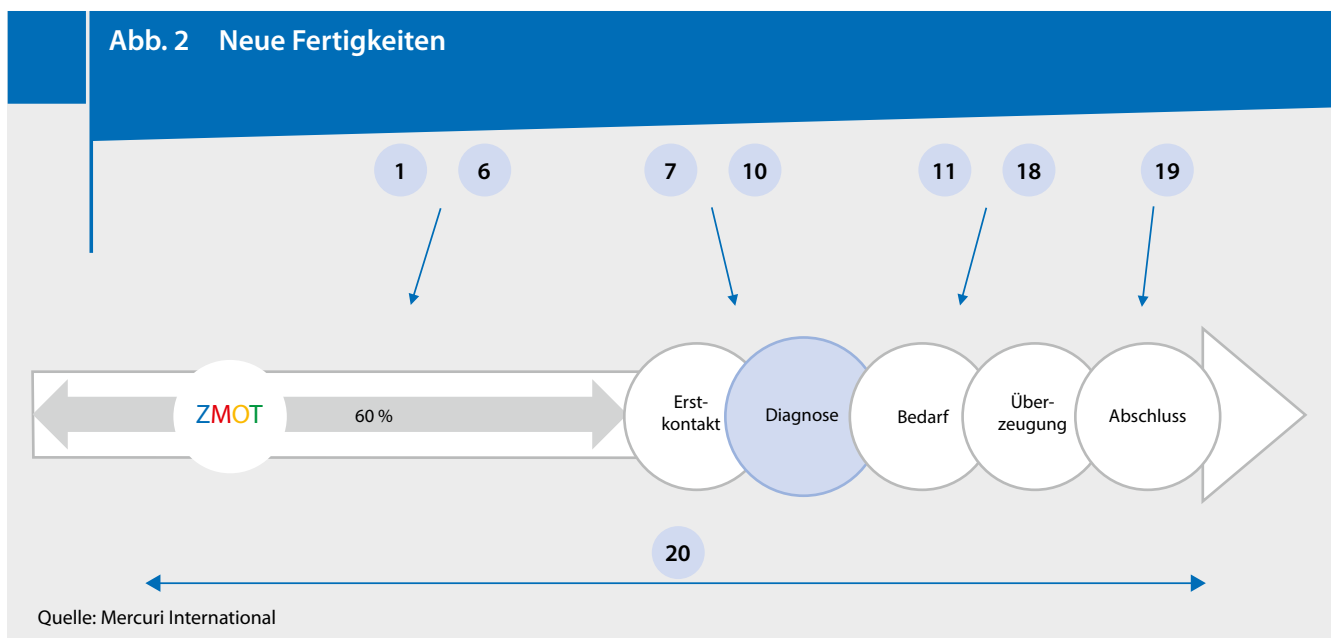 Abb. 2 Neue Fertigkeiten
1 6 7 10 11 18 19
ZMOT 60 %
Erst-
kontakt
Diagnose
Bedarf
Über-
zeugung
Abschluss
20
Quelle: Mercuri International